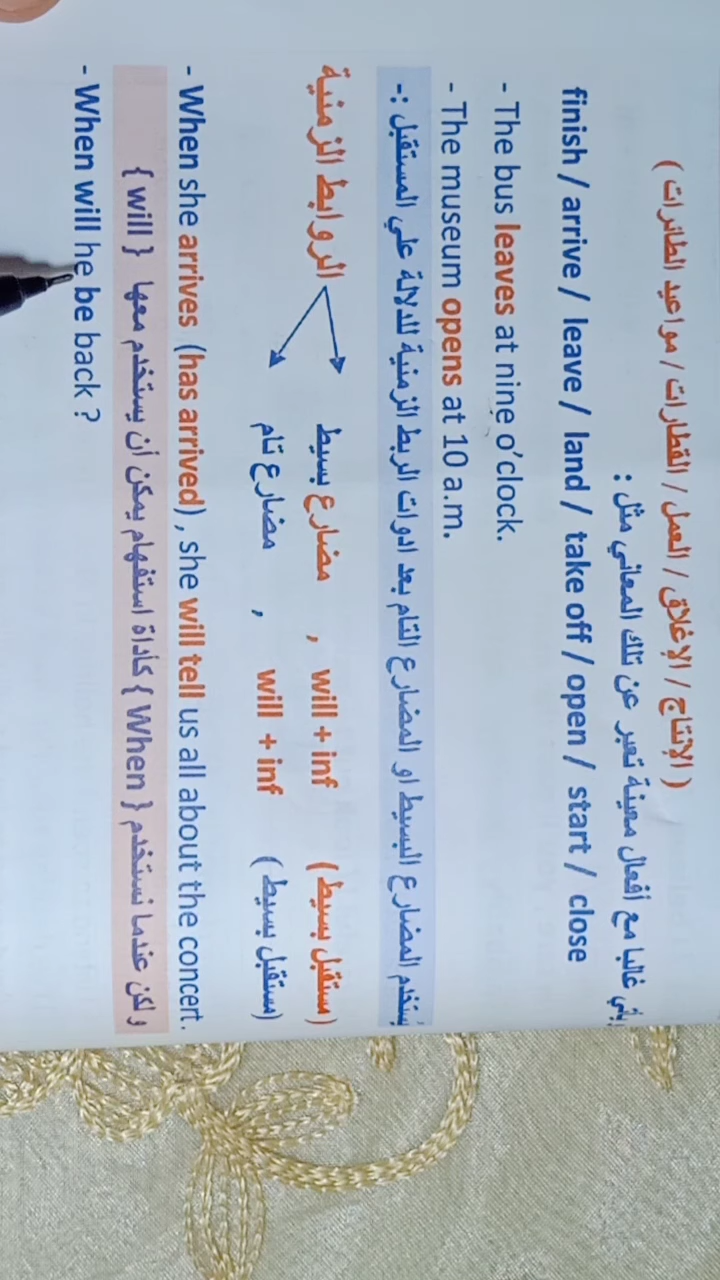 ( الإنتاج / الإغلاق / العمل / القطارات / مواعيد الطائرات )
يأتي غالبا مع أفعال معينة تعبر عن تلك المعاني مثل :
finish / arrive / leave / land / take off / open / start / close
- The bus leaves at nine o'clock.
- The museum opens at 10 a.m.
يستخدم المضارع البسيط او المضارع التام بعد ادوات الربط الزمنية للدلالة علي المستقبل :-
الروابط الزمنية مضارع بسيط , will + inf ( مستقبل بسيط )
مضارع تام , will + inf (مستقبل بسيط )
- When she arrives (has arrived) , she will tell us all about the concert.
و لكن عندما نستخدم { When } كأداة استفهام يمكن أن يستخدم معها { will }
- When will he be back ?